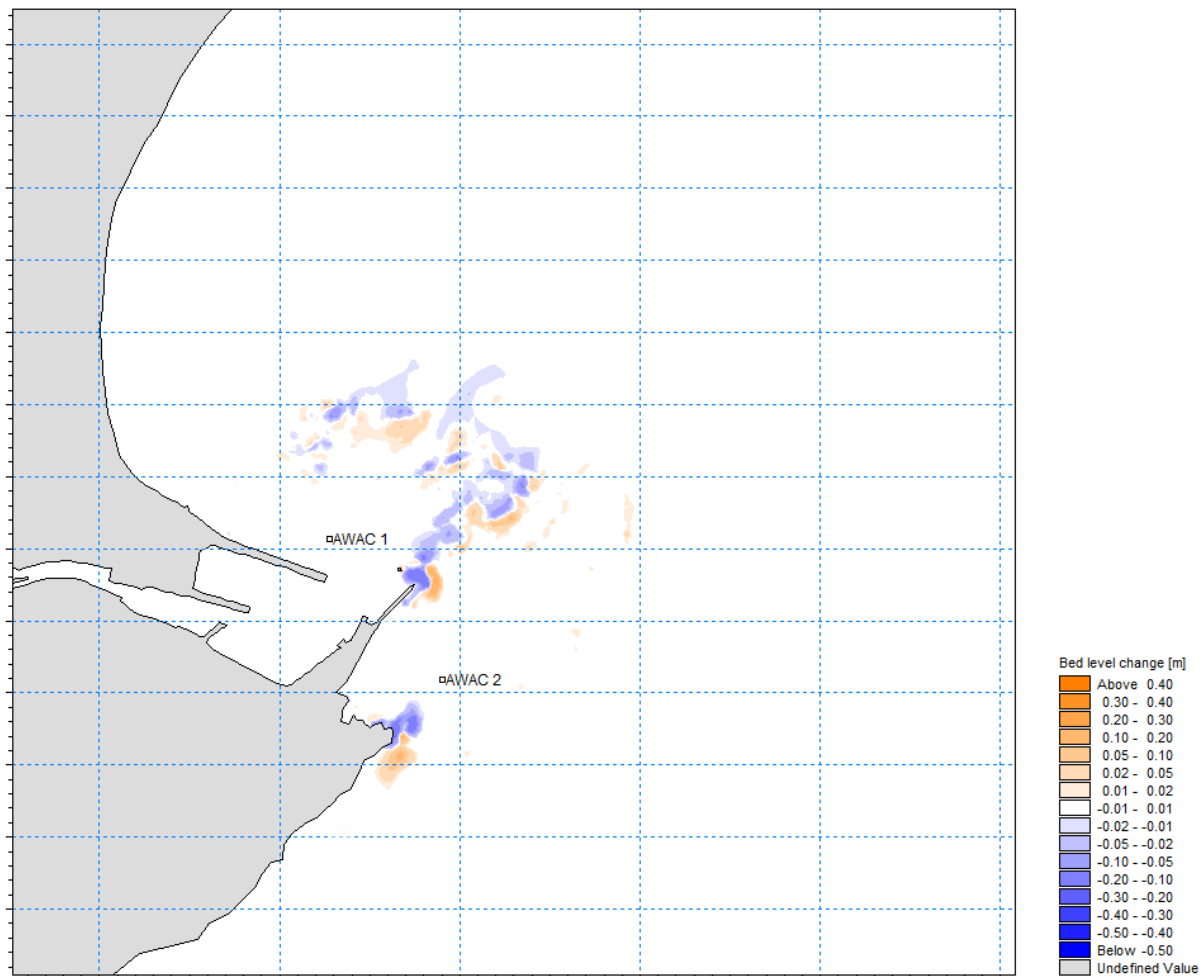 AWAC 1
AWAC 2
Bed level change [m]
Above 0.40
0.30 - 0.40
0.20 - 0.30
0.10 - 0.20
0.05 - 0.10
0.02 - 0.05
0.01 - 0.02
-0.01 - 0.01
-0.02 - -0.01
-0.05 - -0.02
-0.10 - -0.05
-0.20 - -0.10
-0.30 - -0.20
-0.40 - -0.30
-0.50 - -0.40
Below -0.50
Undefined Value